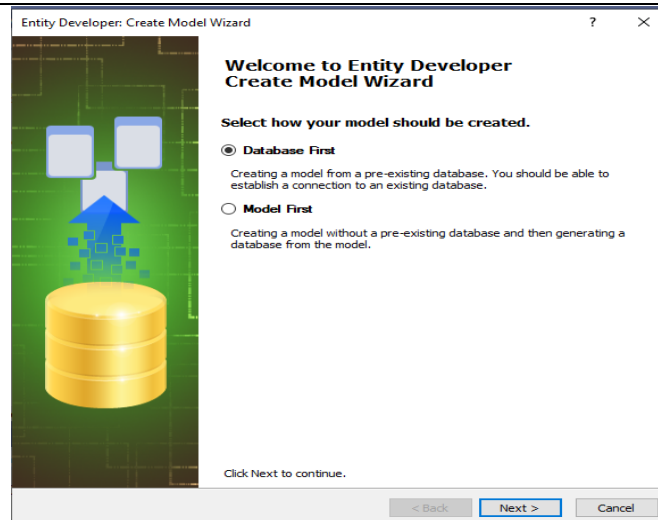 Entity Developer: Create Model Wizard
?
Welcome to Entity Developer
Create Model Wizard
Select how your model should be created.
Database First
Creating a model from a pre-existing database. You should be able to
establish a connection to an existing database.
Model First
Creating a model without a pre-existing database and then generating a
database from the model.
Click Next to continue.
< Back
Next >
Cancel